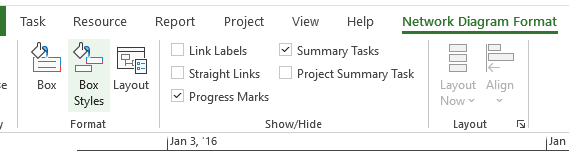 Task Resource Report Project View Help Network Diagram Format
Link Labels Summary Tasks
se Box Box Layout Straight Links Project Summary Task Layout Align
Styles Progress Marks Now
y Format Show/Hide Layout
Jan 3, '16 Jan